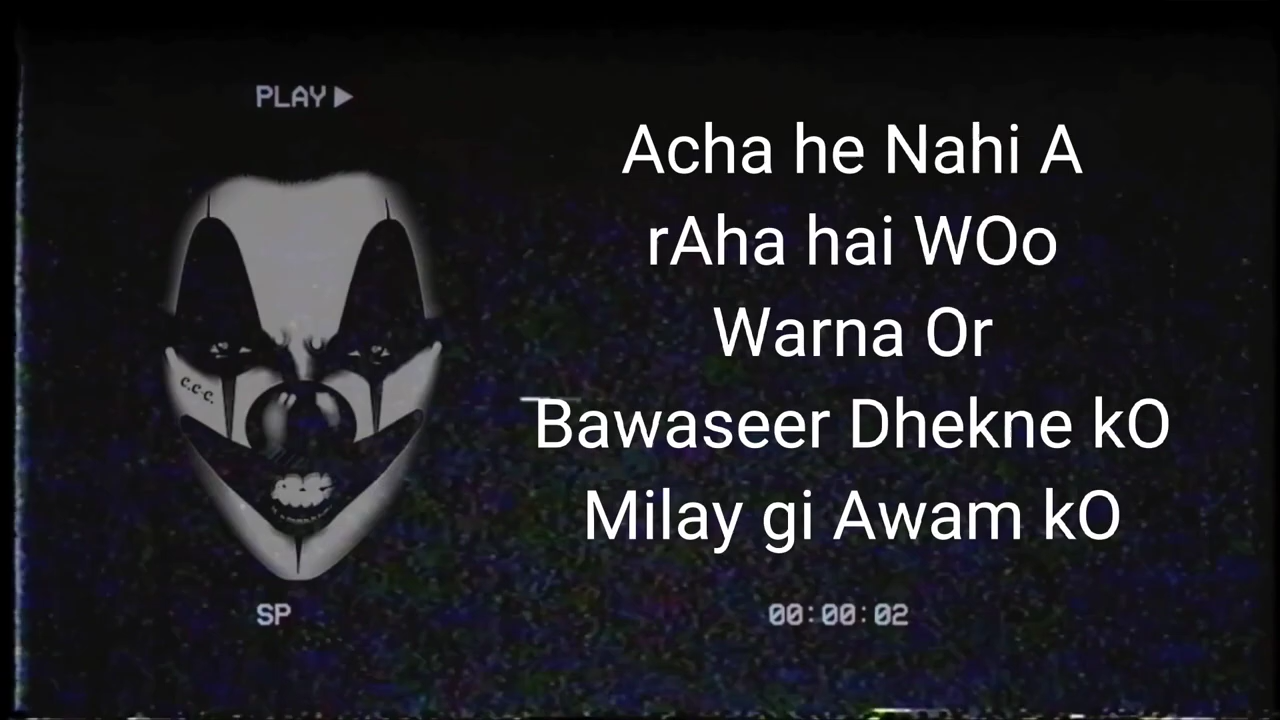 PLAY ▶
Acha he Nahi A
rAha hai WOo
Warna Or
Bawaseer Dhekne kO
Milay gi Awam kO
c.c.c.
SP
00:00:02